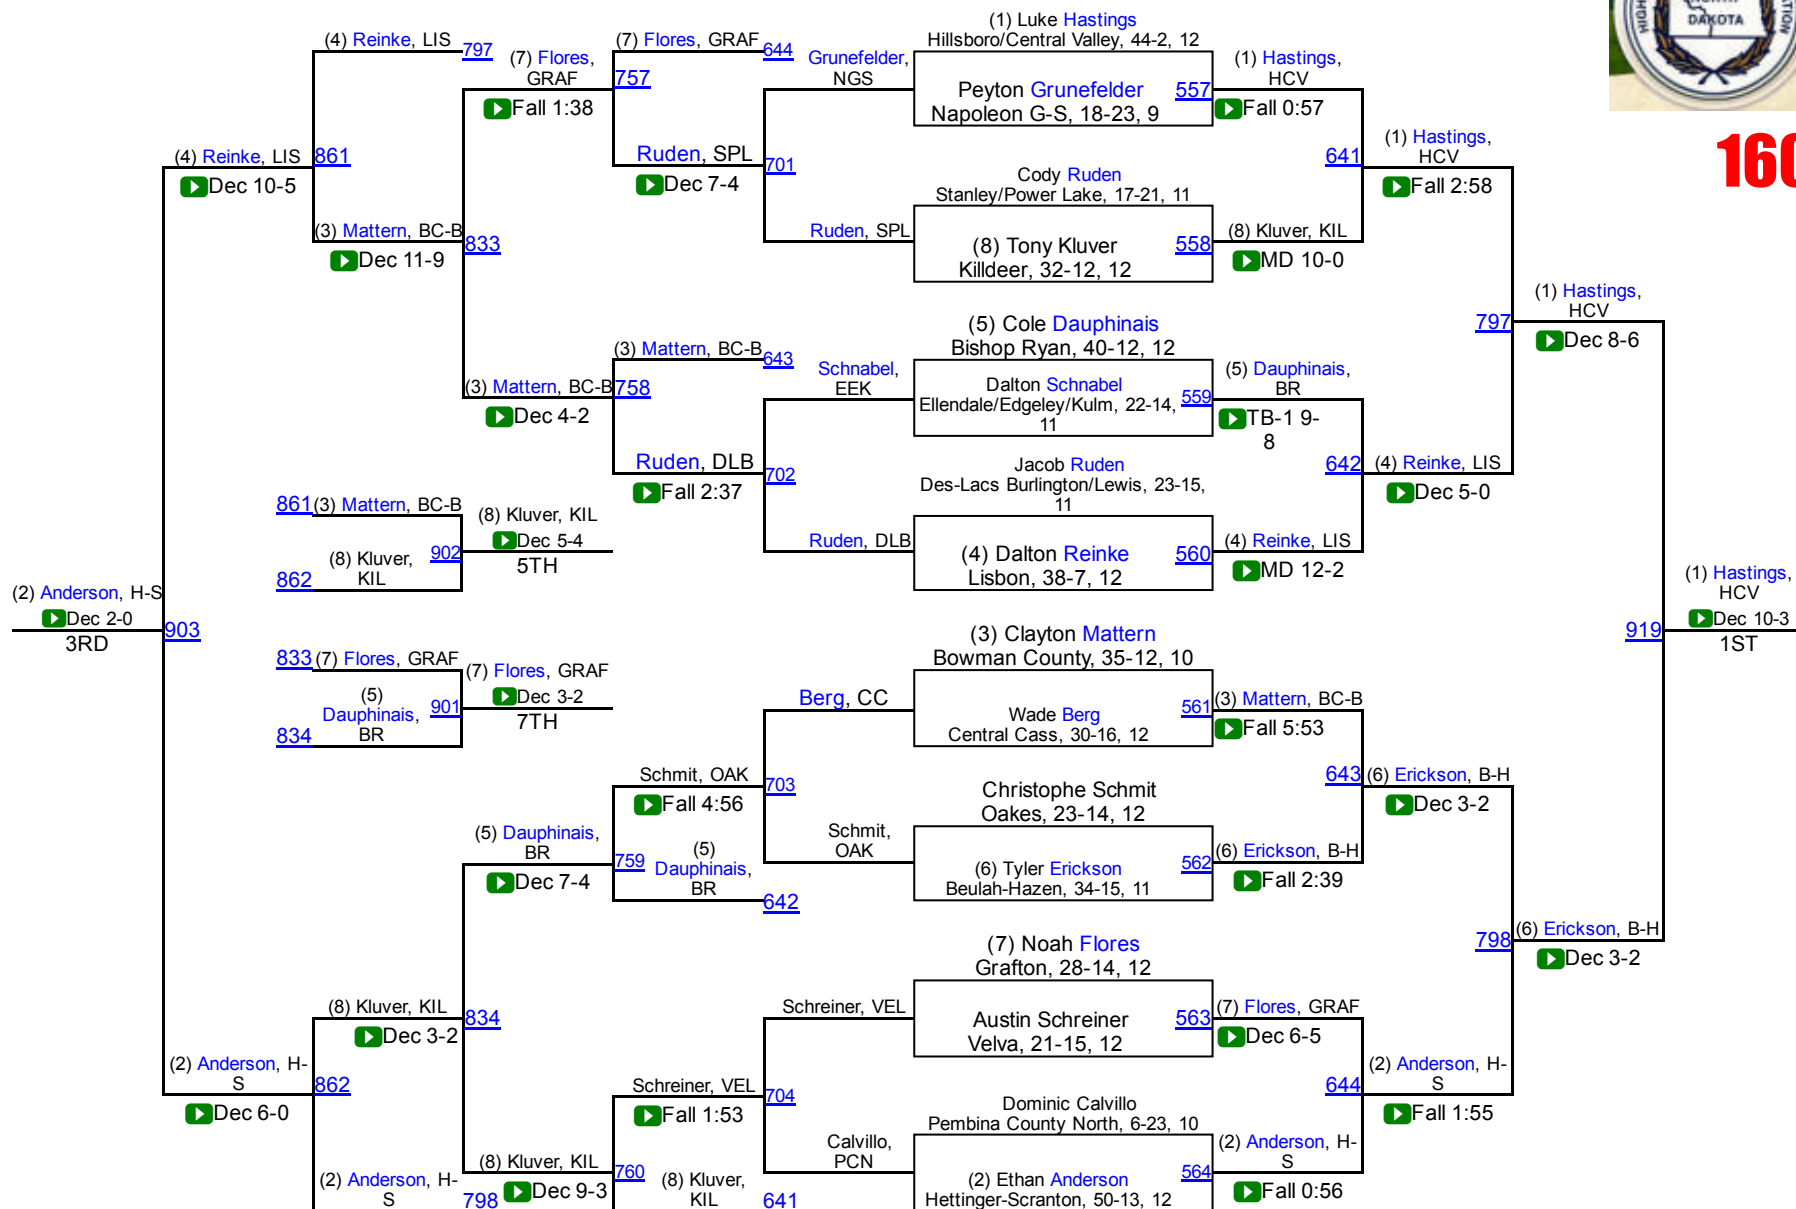 HIGH
DAKOTA
160
(1) Luke Hastings
Hillsboro/Central Valley, 44-2, 12
Peyton Grunefelder
Napoleon G-S, 18-23, 9
557
Cody Ruden
Stanley/Power Lake, 17-21, 11
(8) Tony Kluver
Killdeer, 32-12, 12
558
(5) Cole Dauphinais
Bishop Ryan, 40-12, 12
Dalton Schnabel
Ellendale/Edgeley/Kulm, 22-14,
11
559
Jacob Ruden
Des-Lacs Burlington/Lewis, 23-15,
11
(4) Dalton Reinke
Lisbon, 38-7, 12
560
(3) Clayton Mattern
Bowman County, 35-12, 10
Wade Berg
Central Cass, 30-16, 12
561
Christophe Schmit
Oakes, 23-14, 12
(6) Tyler Erickson
Beulah-Hazen, 34-15, 11
562
(7) Noah Flores
Grafton, 28-14, 12
Austin Schreiner
Velva, 21-15, 12
563
Dominic Calvillo
Pembina County North, 6-23, 10
(2) Ethan Anderson
Hettinger-Scranton, 50-13, 12
564
(1) Hastings,
HCV
Fall 0:57
641
(8) Kluver, KIL
MD 10-0
(5) Dauphinais,
BR
TB-1 9-
8
642
(4) Reinke, LIS
MD 12-2
(3) Mattern, BC-B
Fall 5:53
643
(6) Erickson, B-H
Fall 2:39
(7) Flores, GRAF
Dec 6-5
644
(2) Anderson, H-
S
Fall 0:56
(1) Hastings,
HCV
Fall 2:58
797
(4) Reinke, LIS
Dec 5-0
(6) Erickson, B-H
Dec 3-2
798
(2) Anderson, H-
S
Fall 1:55
(1) Hastings,
HCV
Dec 8-6
919
(6) Erickson, B-H
Dec 3-2
(1) Hastings,
HCV
Dec 10-3
1ST
Grunefelder,
NGS
701
Ruden, SPL
Schnabel,
EEK
702
Ruden, DLB
Berg, CC
703
Schmit,
OAK
Schreiner, VEL
704
Calvillo,
PCN
(7) Flores, GRAF
644
757
Ruden, SPL
Dec 7-4
(3) Mattern, BC-B
643
758
Ruden, DLB
Fall 2:37
Schmit, OAK
Fall 4:56
759
(5)
Dauphinais,
BR
642
Schreiner, VEL
Fall 1:53
760
(8) Kluver,
KIL
641
(7) Flores,
GRAF
Fall 1:38
833
(3) Mattern, BC-B
Dec 4-2
(5) Dauphinais,
BR
Dec 7-4
834
(8) Kluver, KIL
Dec 9-3
(4) Reinke, LIS
797
861
(3) Mattern, BC-B
Dec 11-9
(8) Kluver, KIL
Dec 3-2
862
(2) Anderson, H-
S
798
(4) Reinke, LIS
Dec 10-5
903
(2) Anderson, H-
S
Dec 6-0
(2) Anderson, H-S
Dec 2-0
3RD
861
(3) Mattern, BC-B
(8) Kluver,
KIL
862
902
(8) Kluver, KIL
Dec 5-4
5TH
833
(7) Flores, GRAF
(5)
Dauphinais,
BR
834
901
(7) Flores, GRAF
Dec 3-2
7TH